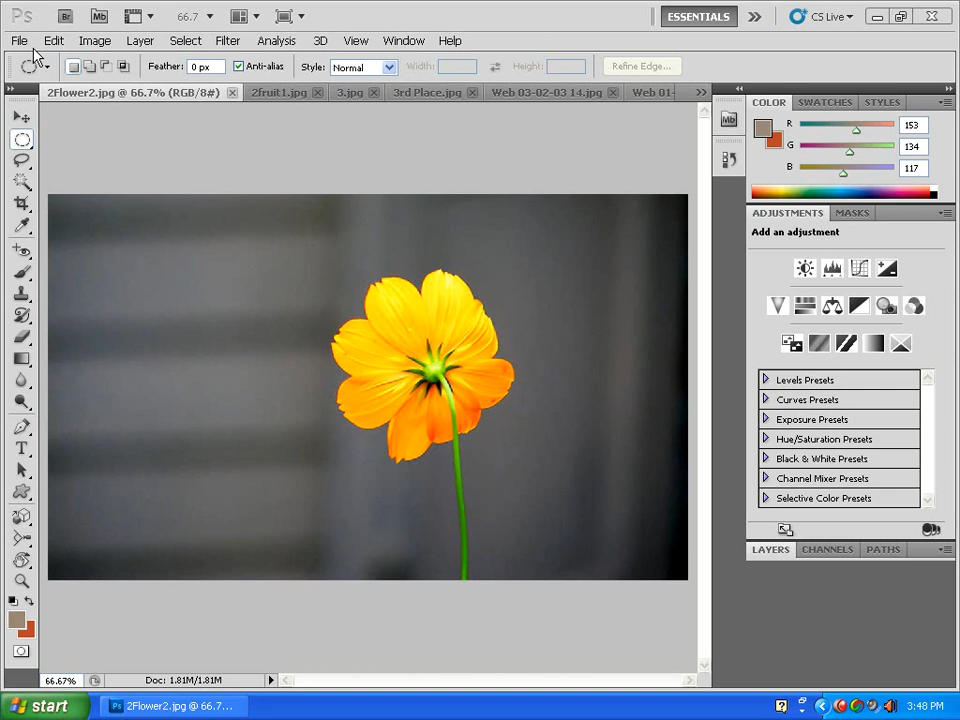 Ps Br Mb 66.7 ESSENTIALS CS Live
File Edit Image Layer Select Filter Analysis 3D View Window Help
Feather: 0 px Anti-alias Style: Normal Width: Height: Refine Edge...
2Flower2.jpg @ 66.7% (RGB/8#) 2fruit1.jpg 3.jpg 3rd Place.jpg Web 03-02-03 14.jpg Web 01-
COLOR SWATCHES STYLES
Mb
R 153
G 134
B 117
ADJUSTMENTS MASKS
Add an adjustment
Levels Presets
Curves Presets
Exposure Presets
Hue/Saturation Presets
Black & White Presets
Channel Mixer Presets
Selective Color Presets
LAYERS CHANNELS PATHS
T
66.67% Doc: 1.81M/1.81M
start Ps 2Flower2.jpg @ 66.7... 3:48 PM